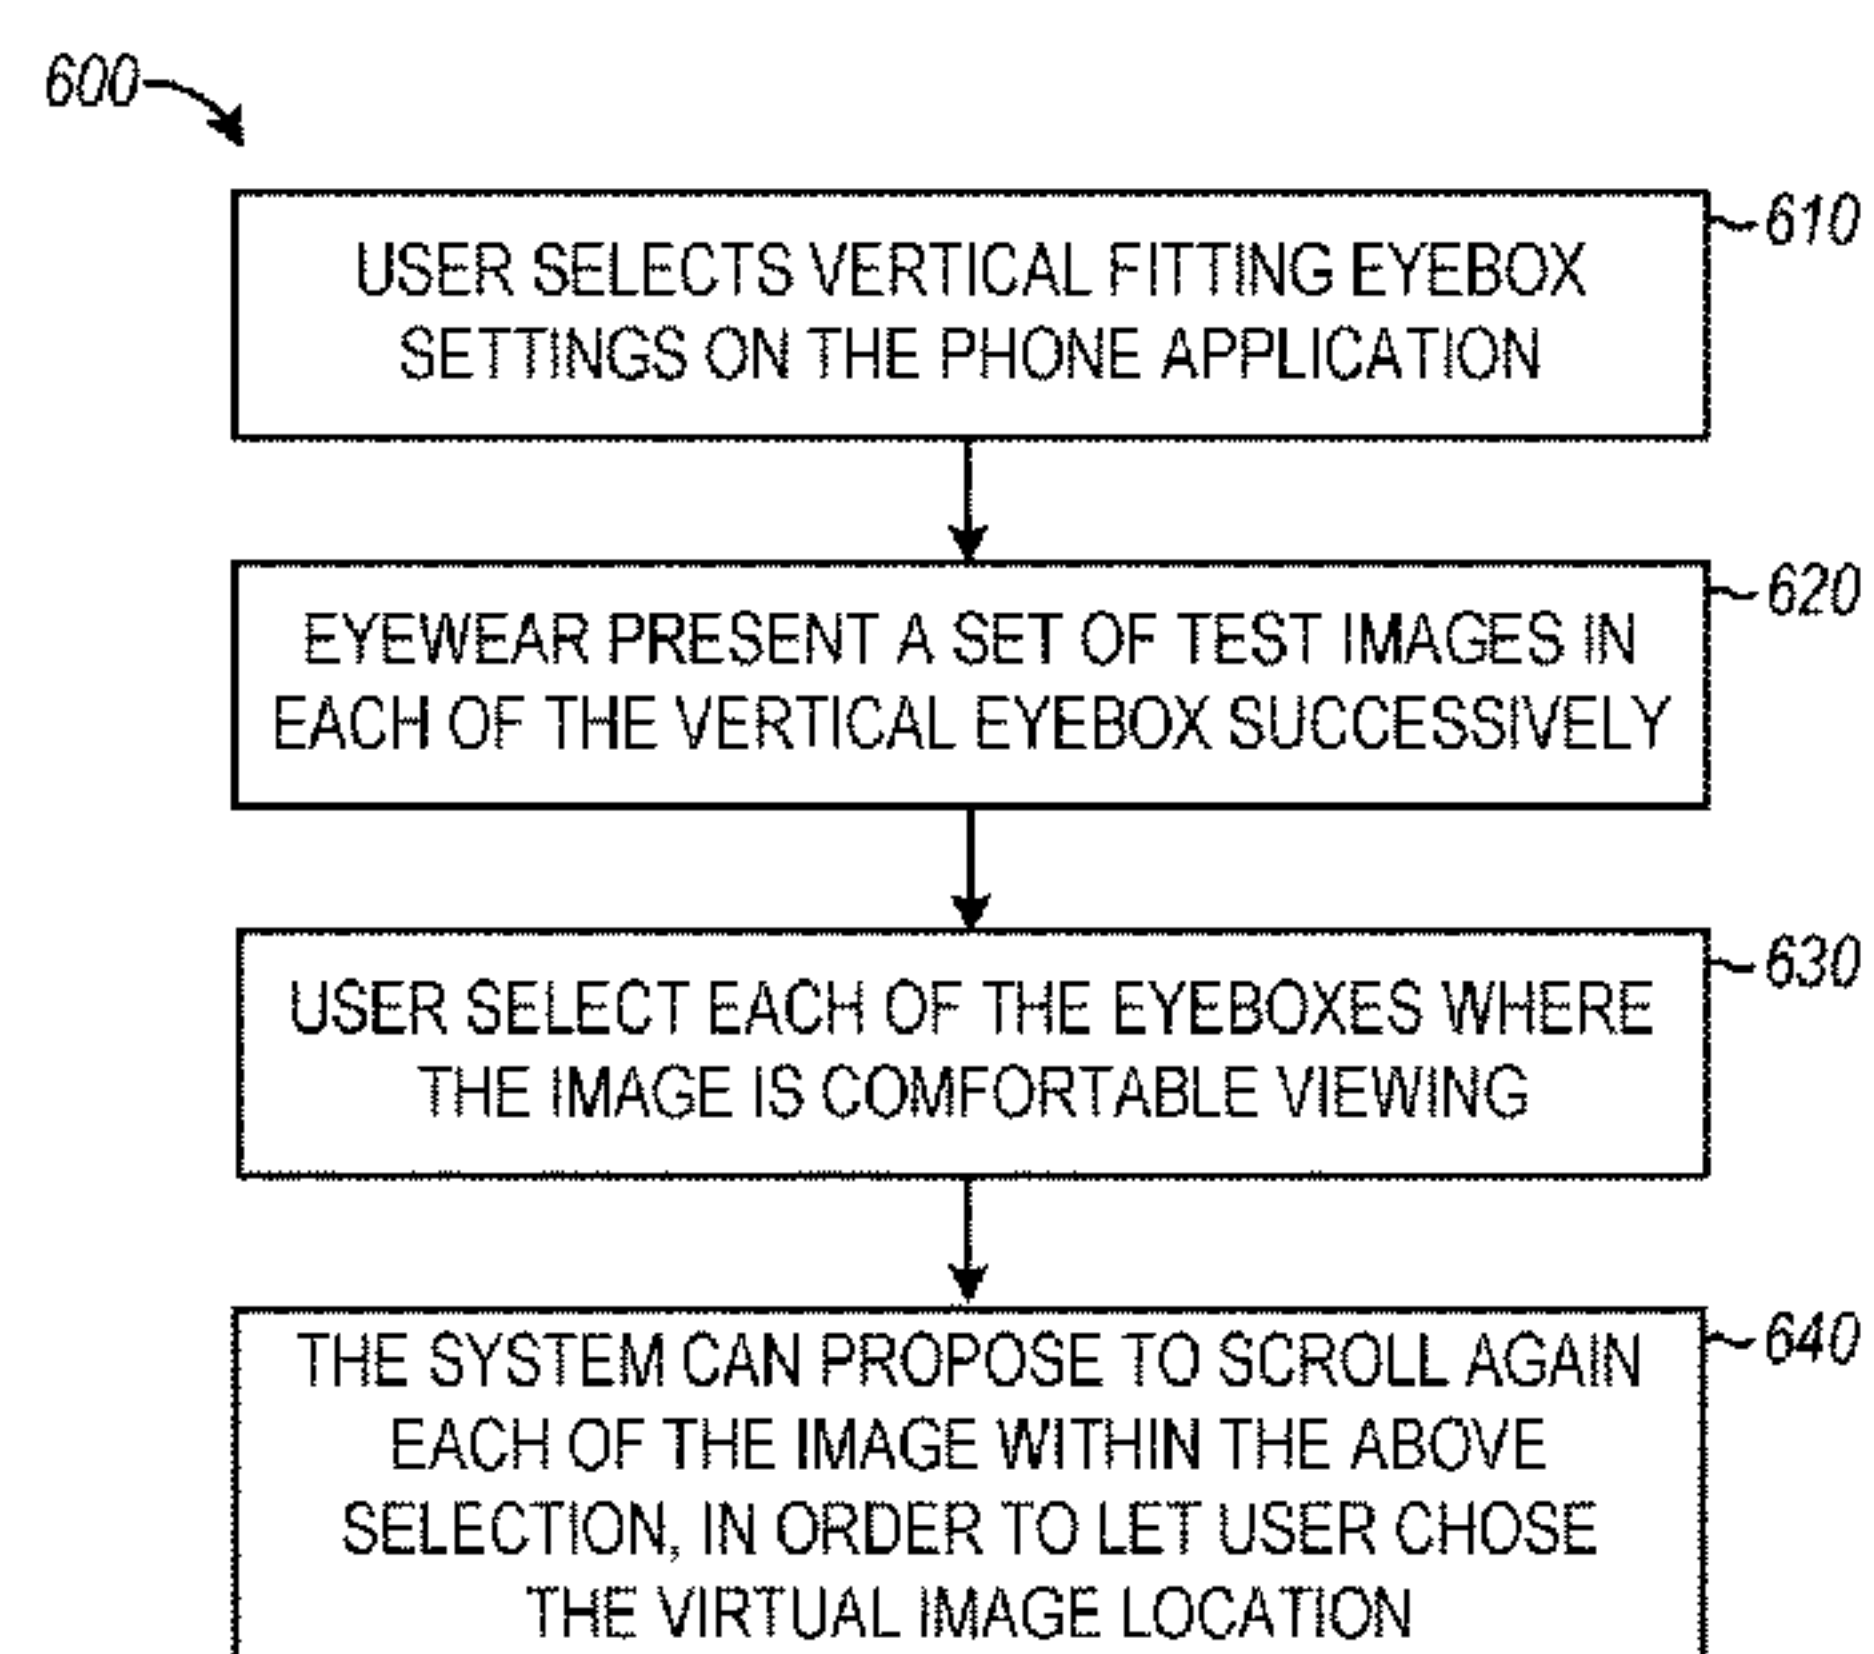 600
610
USER SELECTS VERTICAL FITTING EYEBOX
SETTINGS ON THE PHONE APPLICATION
620
EYEWEAR PRESENT A SET OF TEST IMAGES IN
EACH OF THE VERTICAL EYEBOX SUCCESSIVELY
630
USER SELECT EACH OF THE EYEBOXES WHERE
THE IMAGE IS COMFORTABLE VIEWING
640
THE SYSTEM CAN PROPOSE TO SCROLL AGAIN
EACH OF THE IMAGE WITHIN THE ABOVE
SELECTION, IN ORDER TO LET USER CHOSE
THE VIRTUAL IMAGE LOCATION